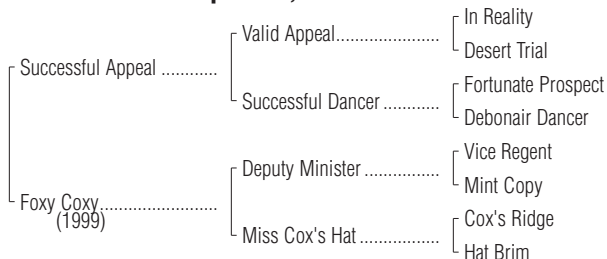 In Reality
Valid Appeal....................
Desert Trial
Successful Appeal ............
Fortunate Prospect
Successful Dancer ............
Debonair Dancer
Vice Regent
Deputy Minister ................
Mint Copy
Foxy Coxy.........................
(1999)
Cox's Ridge
Miss Cox's Hat .................
Hat Brim